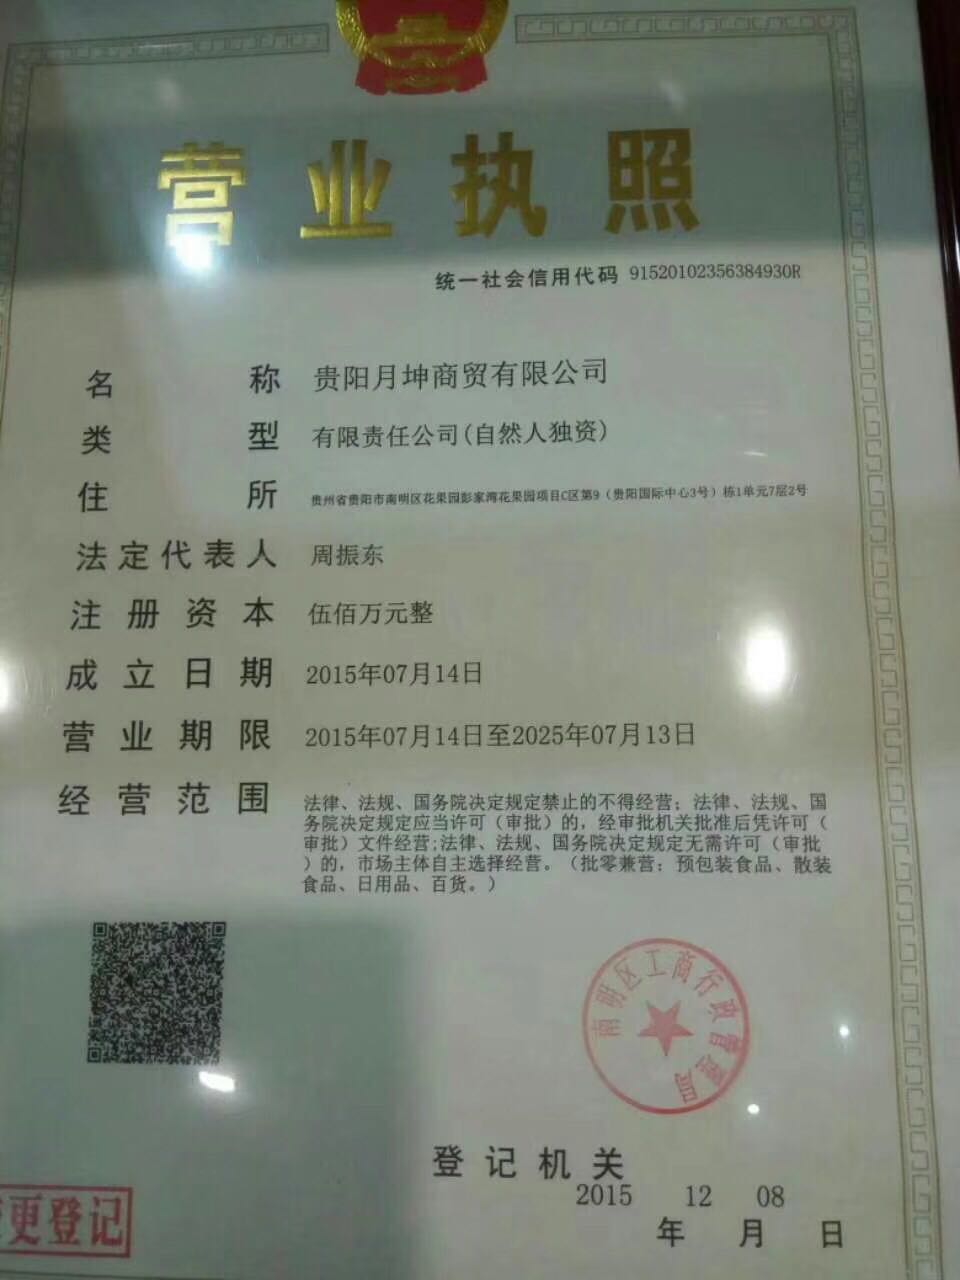 营业执照
统一社会信用代码 91520102356384930R
名称 贵阳月坤商贸有限公司
类型 有限责任公司(自然人独资)
住所 贵州省贵阳市南明区花果园彭家湾花果园项目C区第9（贵阳国际中心3号）栋1单元7层2号
法定代表人 周振东
注册资本 伍佰万元整
成立日期 2015年07月14日
营业期限 2015年07月14日至2025年07月13日
经营范围 法律、法规、国务院决定规定禁止的不得经营；法律、法规、国
务院决定规定应当许可（审批）的，经审批机关批准后凭许可（
审批）文件经营;法律、法规、国务院决定规定无需许可（审批
）的，市场主体自主选择经营。（批零兼营：预包装食品、散装
食品、日用品、百货。）
南明区工商行政管理局
登记机关
2015 12 08
年 月 日
更登记